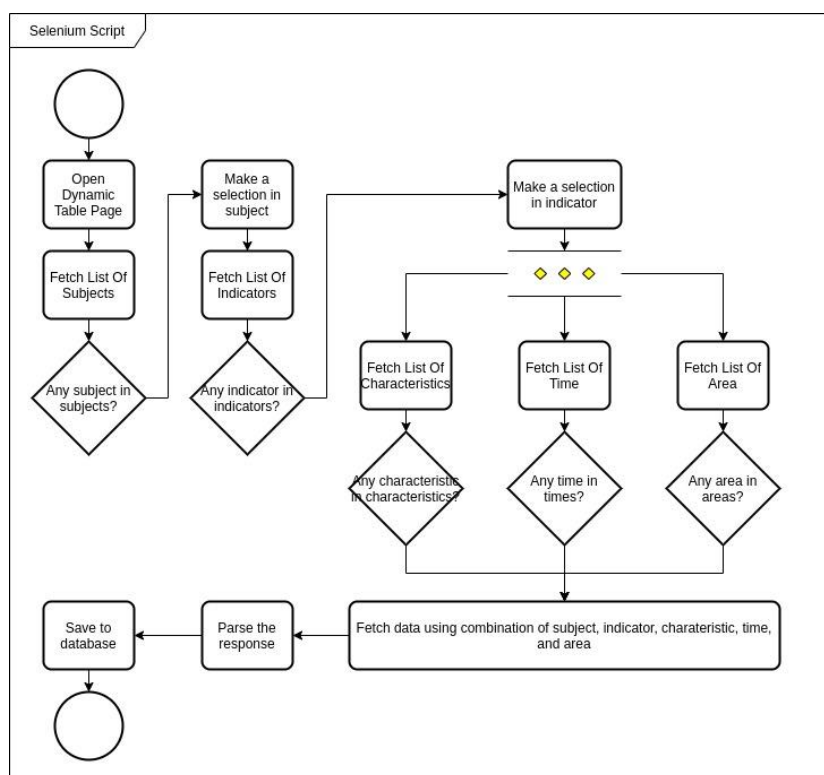 Selenium Script
Open
Dynamic
Table Page
Make a
selection in
subject
Make a selection
in indicator
Fetch List Of
Subjects
Fetch List Of
Indicators
Any subject in
subjects?
Any indicator in
indicators?
Fetch List Of
Characteristics
Fetch List Of
Time
Fetch List Of
Area
Any characteristic
in characteristics?
Any time in
times?
Any area in
areas?
Save to
database
Parse the
response
Fetch data using combination of subject, indicator, charateristic, time,
and area